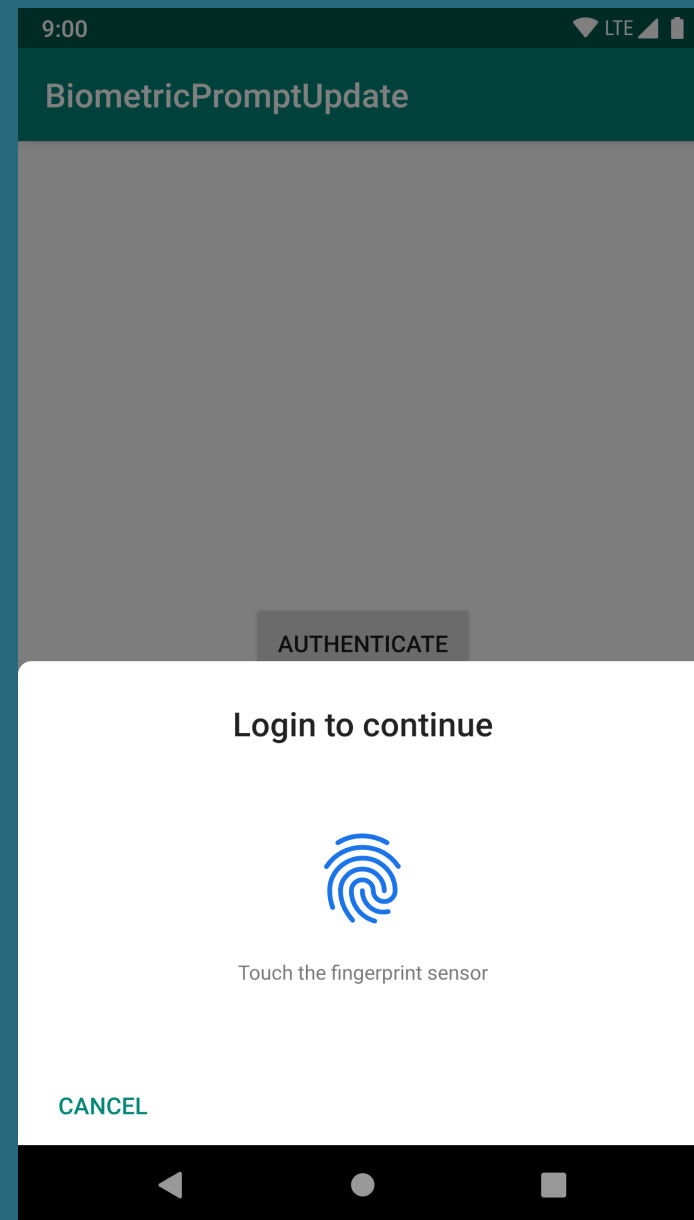 9:00 LTE
BiometricPromptUpdate
AUTHENTICATE
Login to continue
Touch the fingerprint sensor
CANCEL